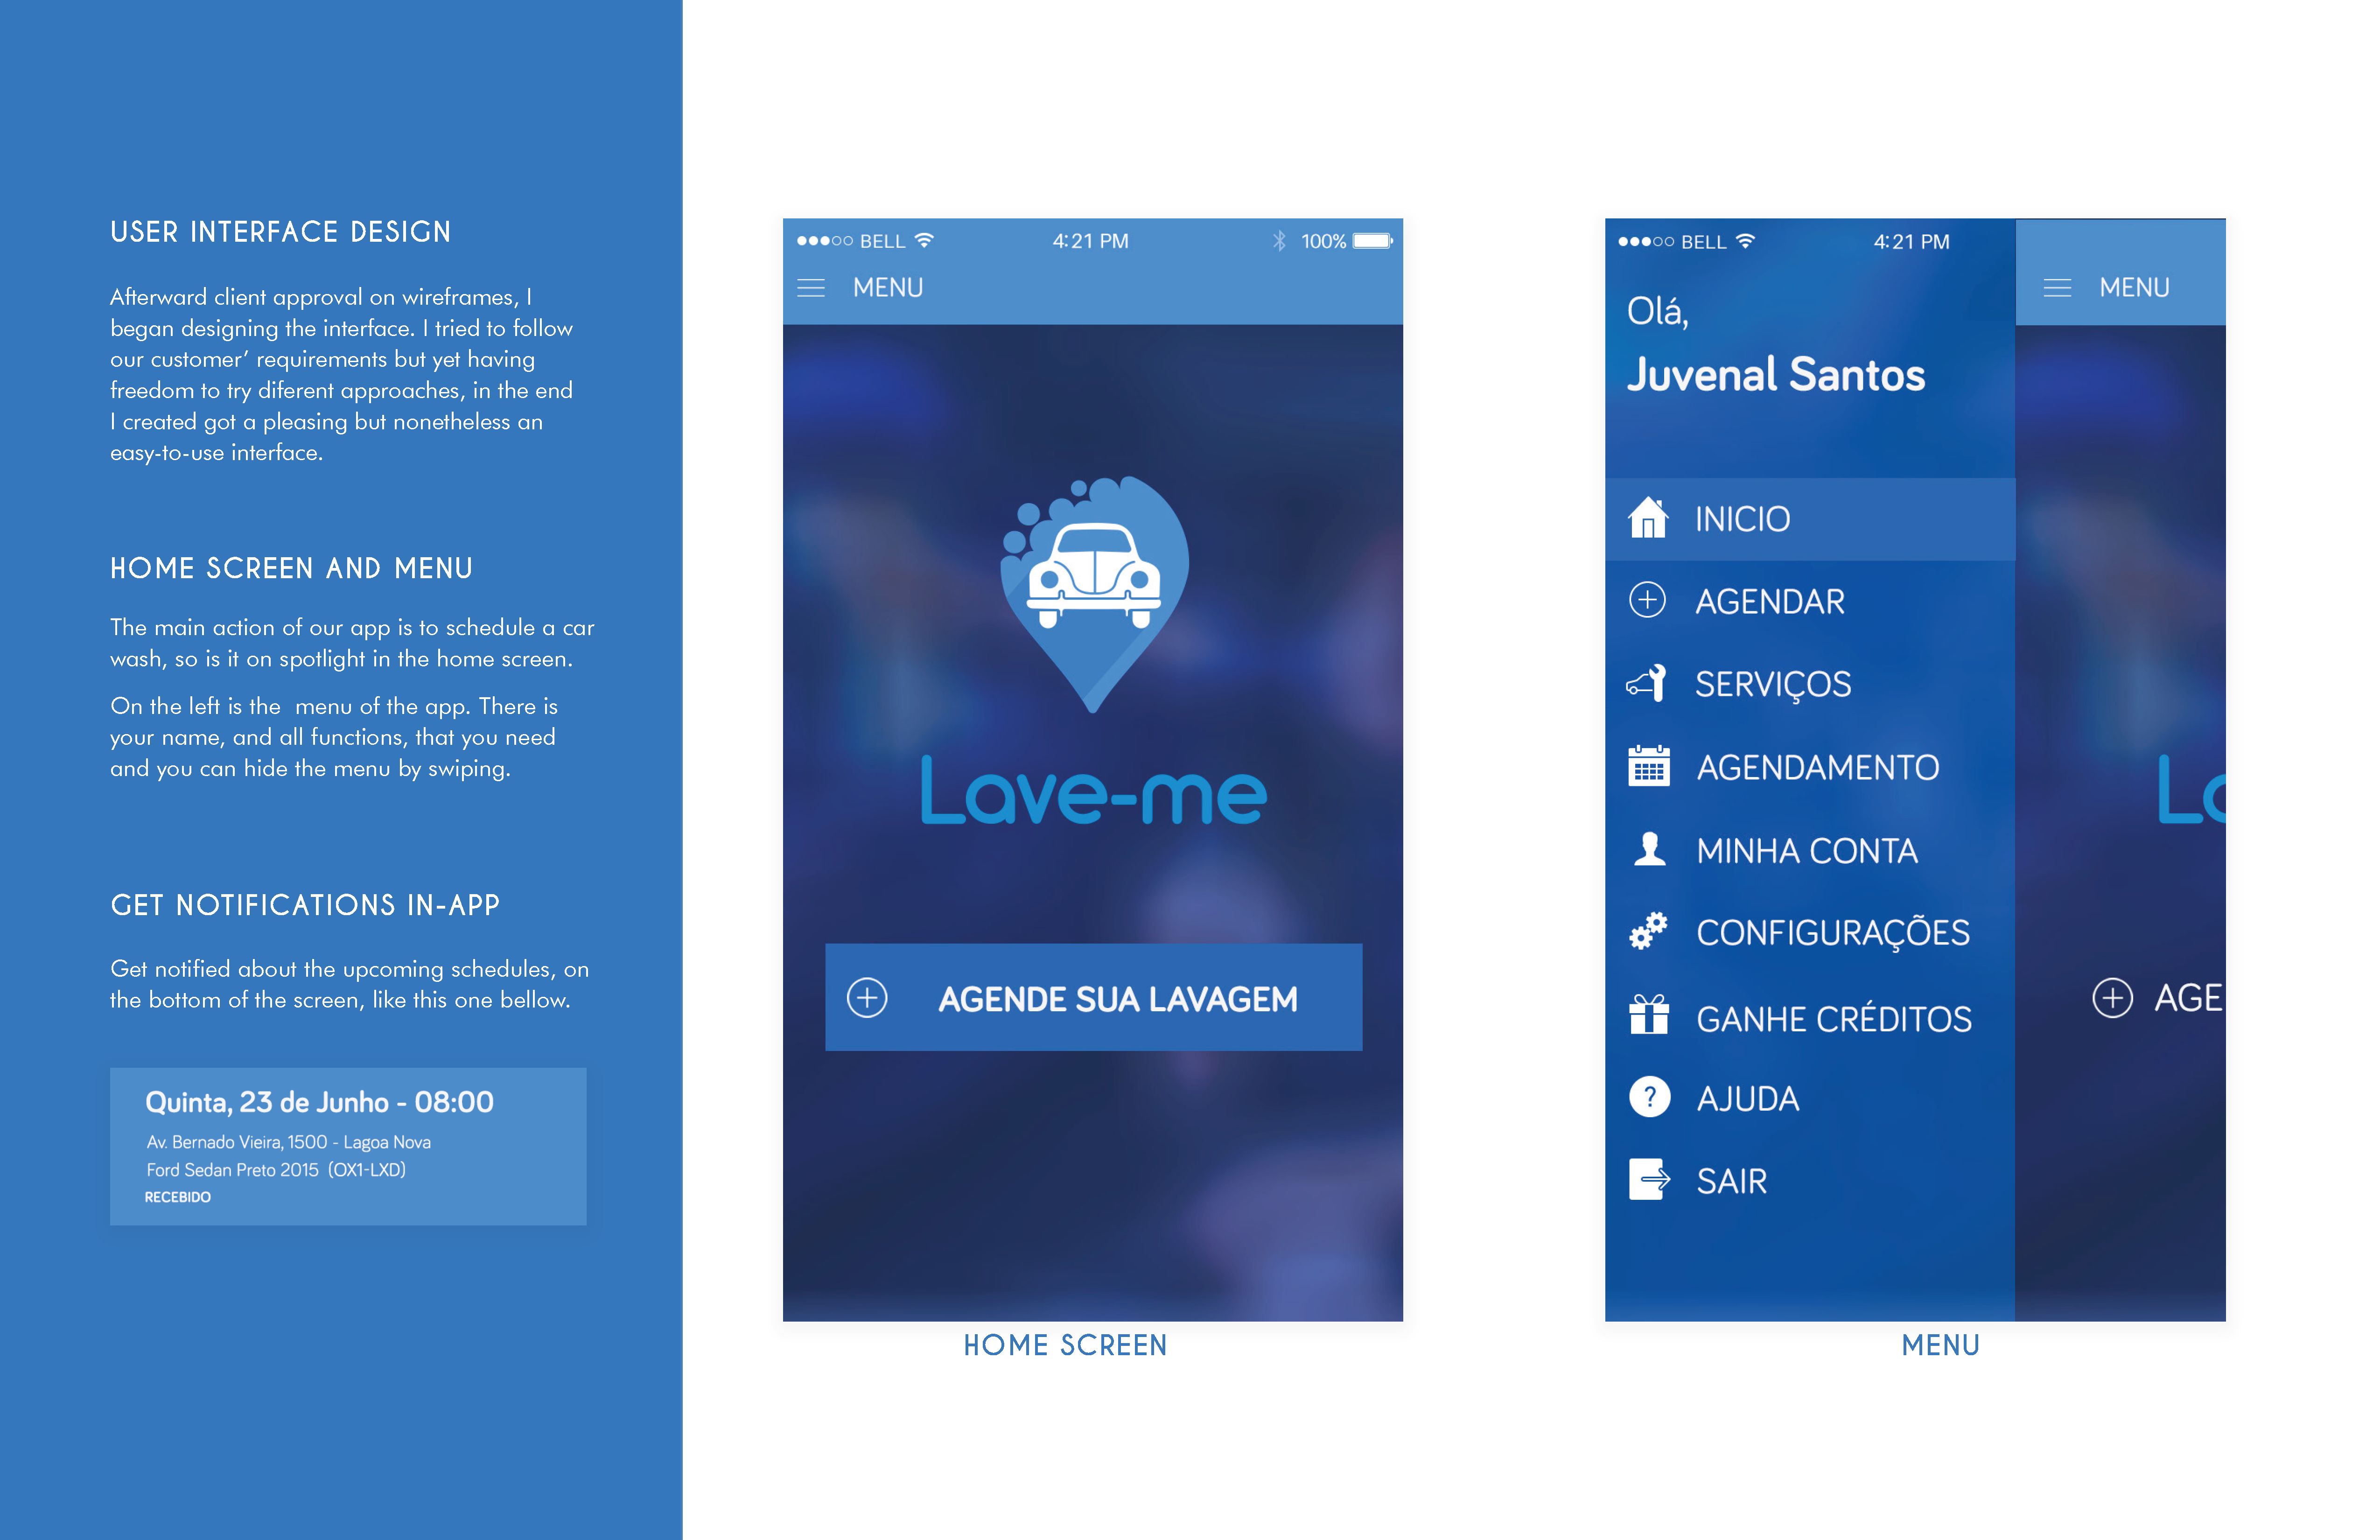 USER INTERFACE DESIGN
Afterward client approval on wireframes, I
began designing the interface. I tried to follow
our customer’ requirements but yet having
freedom to try diferent approaches, in the end
I created got a pleasing but nonetheless an
easy-to-use interface.
HOME SCREEN AND MENU
The main action of our app is to schedule a car
wash, so is it on spotlight in the home screen.
On the left is the menu of the app. There is
your name, and all functions, that you need
and you can hide the menu by swiping.
GET NOTIFICATIONS IN-APP
Get notified about the upcoming schedules, on
the bottom of the screen, like this one bellow.
Quinta, 23 de Junho - 08:00
Av. Bernado Vieira, 1500 - Lagoa Nova
Ford Sedan Preto 2015 (OX1-LXD)
RECEBIDO
BELL 4:21 PM 100%
MENU
Lave-me
AGENDE SUA LAVAGEM
HOME SCREEN
BELL 4:21 PM
MENU
Olá,
Juvenal Santos
INICIO
AGENDAR
SERVIÇOS
AGENDAMENTO
MINHA CONTA
CONFIGURAÇÕES
GANHE CRÉDITOS
AJUDA
SAIR
La
AGE
MENU